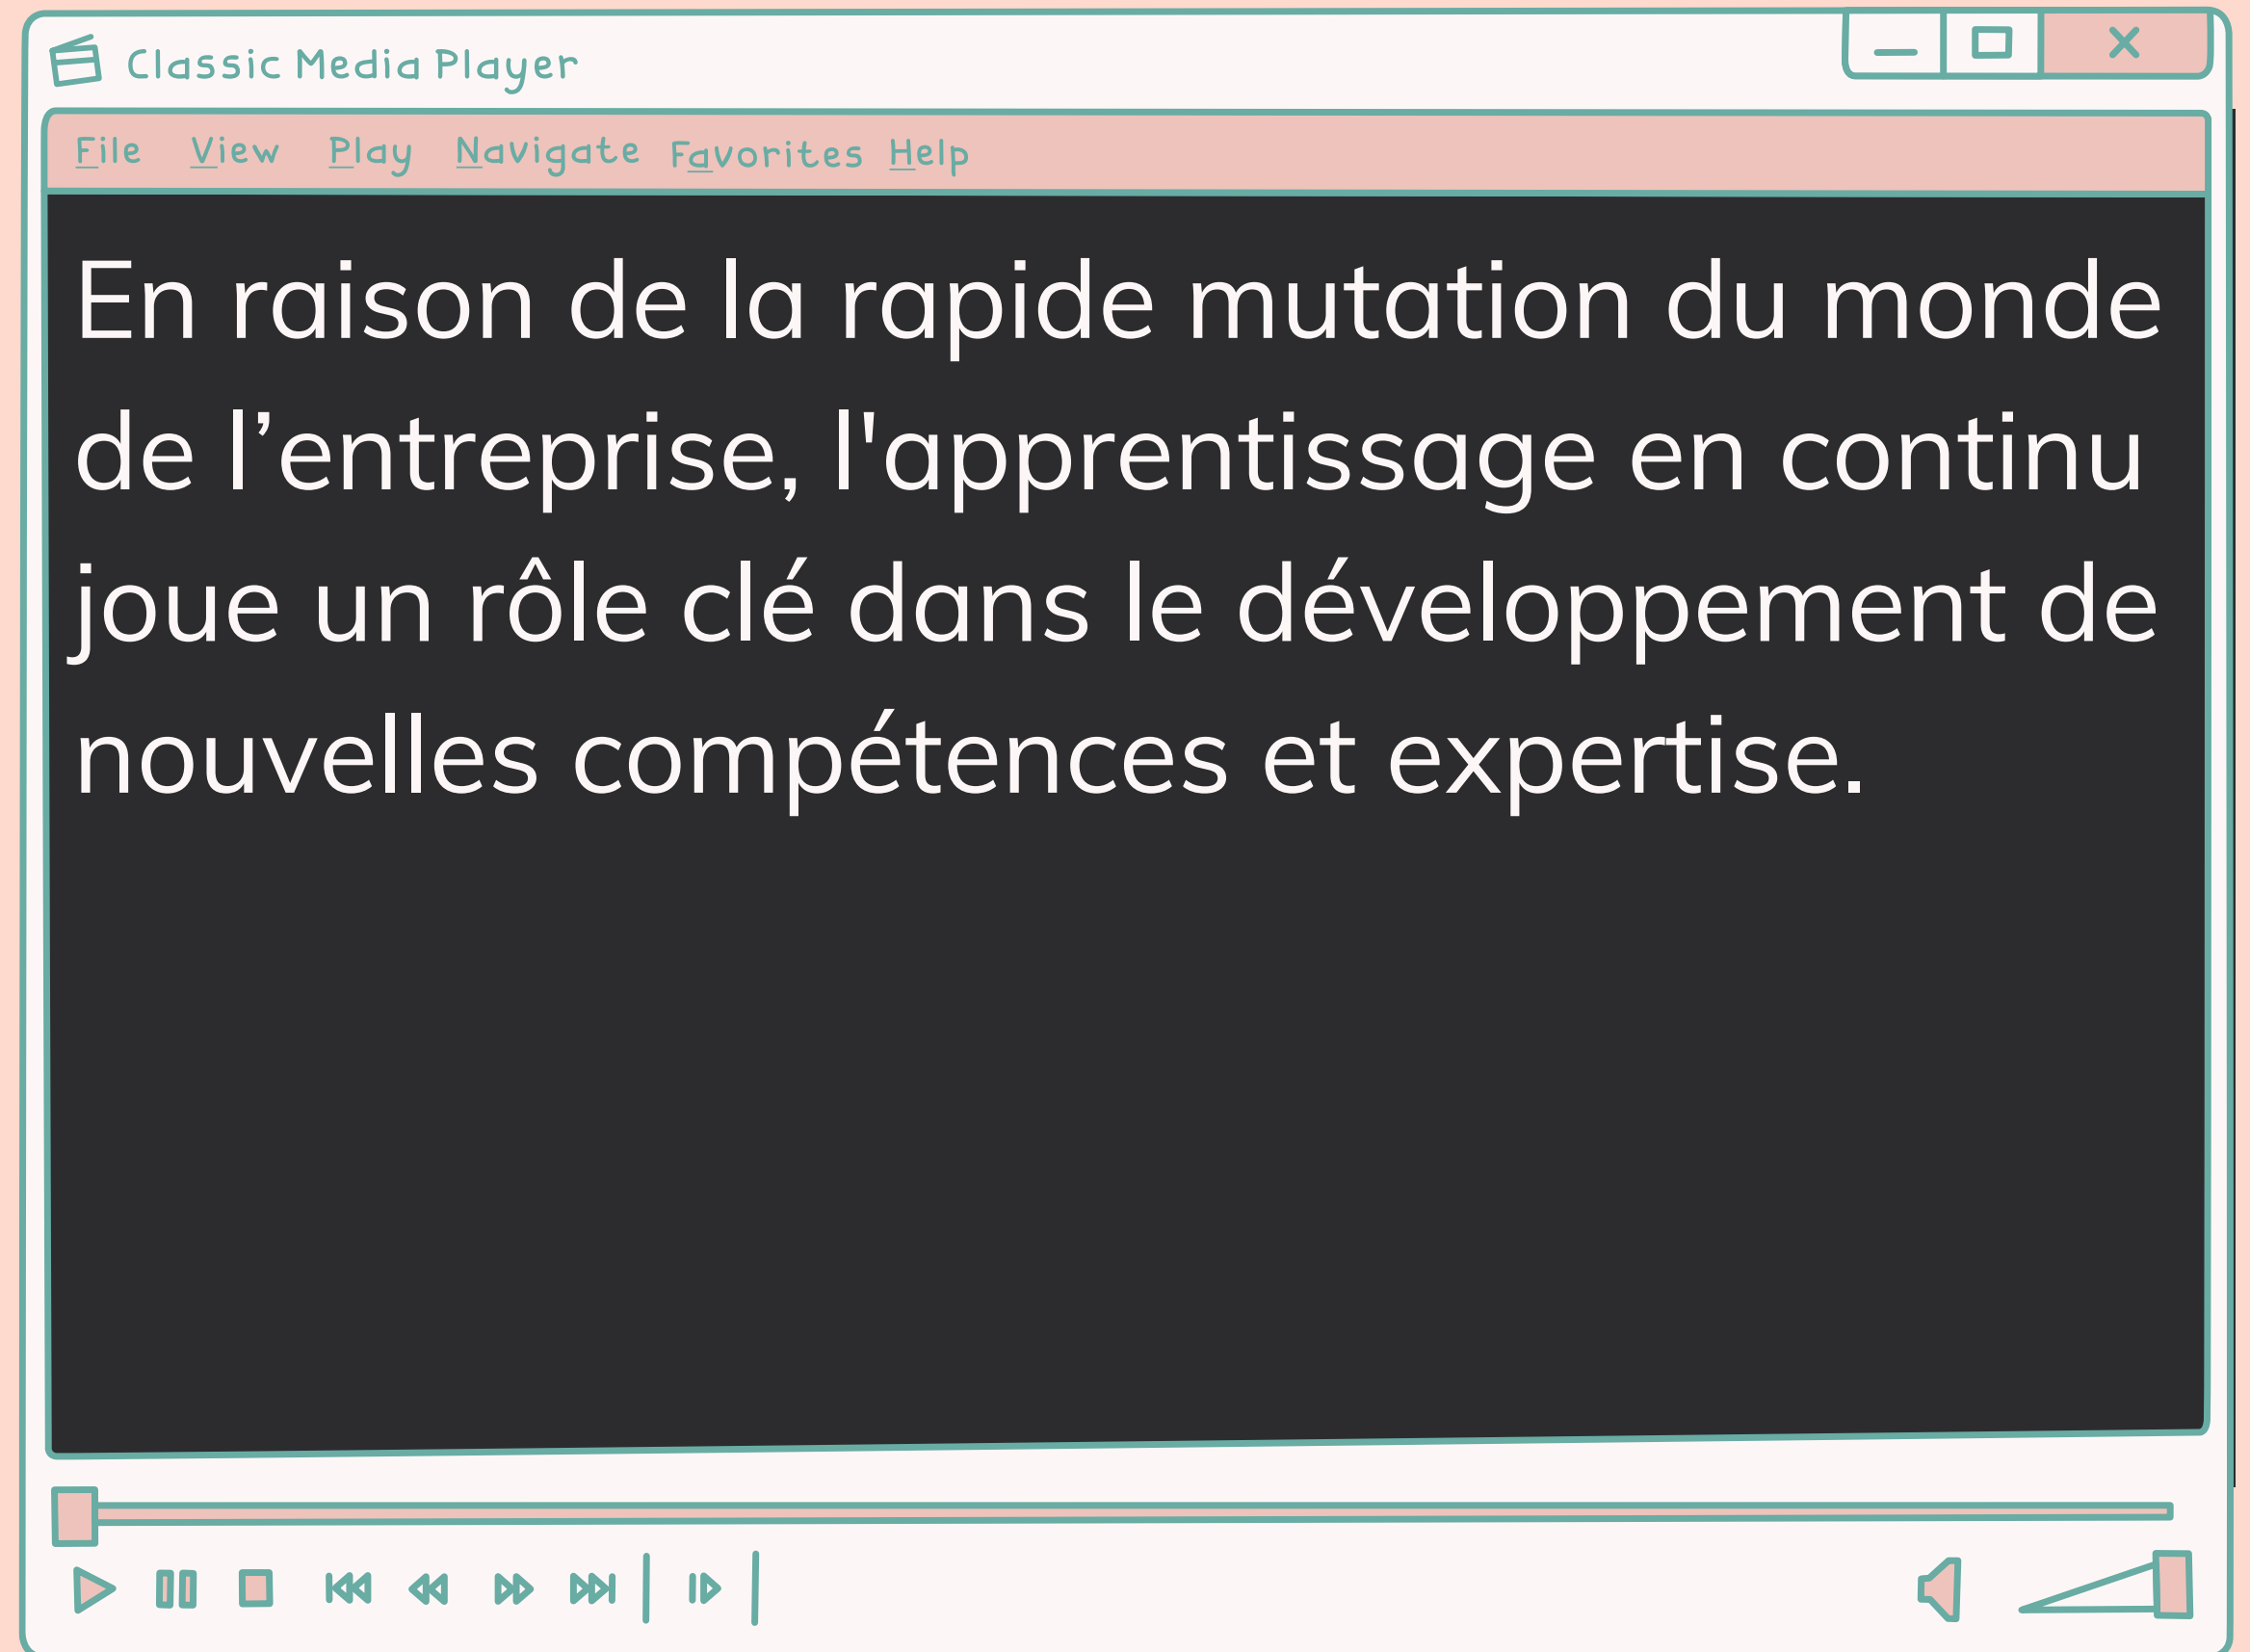 Classic Media Player
File View Play Navigate Favorites Help
En raison de la rapide mutation du monde
de l’entreprise, l'apprentissage en continu
joue un rôle clé dans le développement de
nouvelles compétences et expertise.